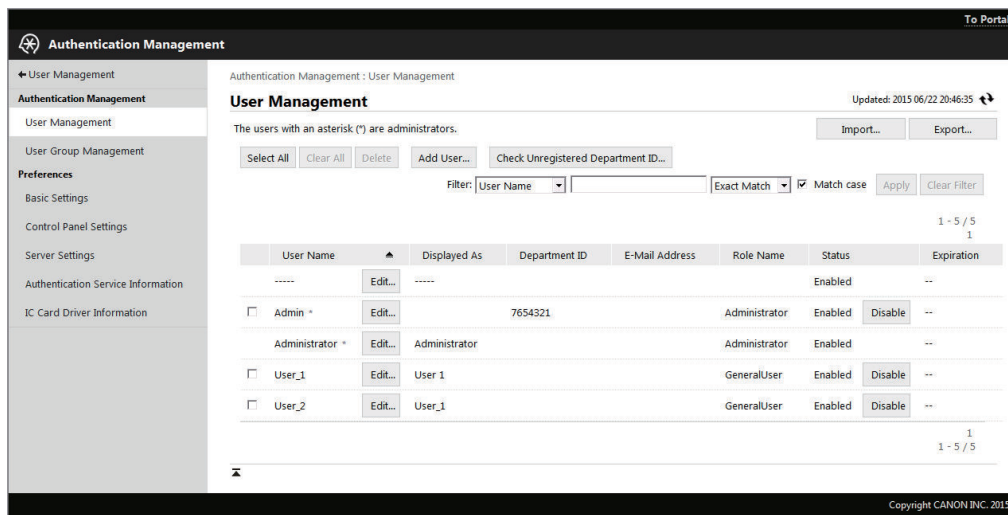 To Portal
Authentication Management
User Management
Authentication Management
User Management
User Group Management
Preferences
Basic Settings
Control Panel Settings
Server Settings
Authentication Service Information
IC Card Driver Information
Authentication Management : User Management
User Management Updated: 2015 06/22 20:46:35
The users with an asterisk (*) are administrators. Import... Export...
Select All Clear All Delete Add User... Check Unregistered Department ID...
Filter: User Name Exact Match Match case Apply Clear Filter
1 - 5 / 5
1
User Name Displayed As Department ID E-Mail Address Role Name Status Expiration
----- Edit... ----- Enabled --
Admin * Edit... 7654321 Administrator Enabled Disable --
Administrator * Edit... Administrator Administrator Enabled --
User_1 Edit... User 1 GeneralUser Enabled Disable --
User_2 Edit... User_1 GeneralUser Enabled Disable --
1
1 - 5 / 5
Copyright CANON INC. 2015